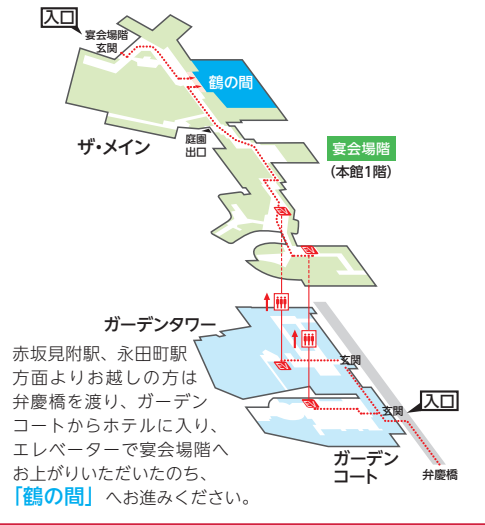 入口
宴会場階
玄関
鶴の間
ザ・メイン
庭園
出口
宴会場階
(本館1階)
ガーデンタワー
赤坂見附駅、永田町駅
方面よりお越しの方は
弁慶橋を渡り、ガーデン
コートからホテルに入り、
エレベーターで宴会場階へ
お上がりいただいたのち、
「鶴の間」へお進みください。
玄関
玄関
入口
ガーデン
コート
弁慶橋